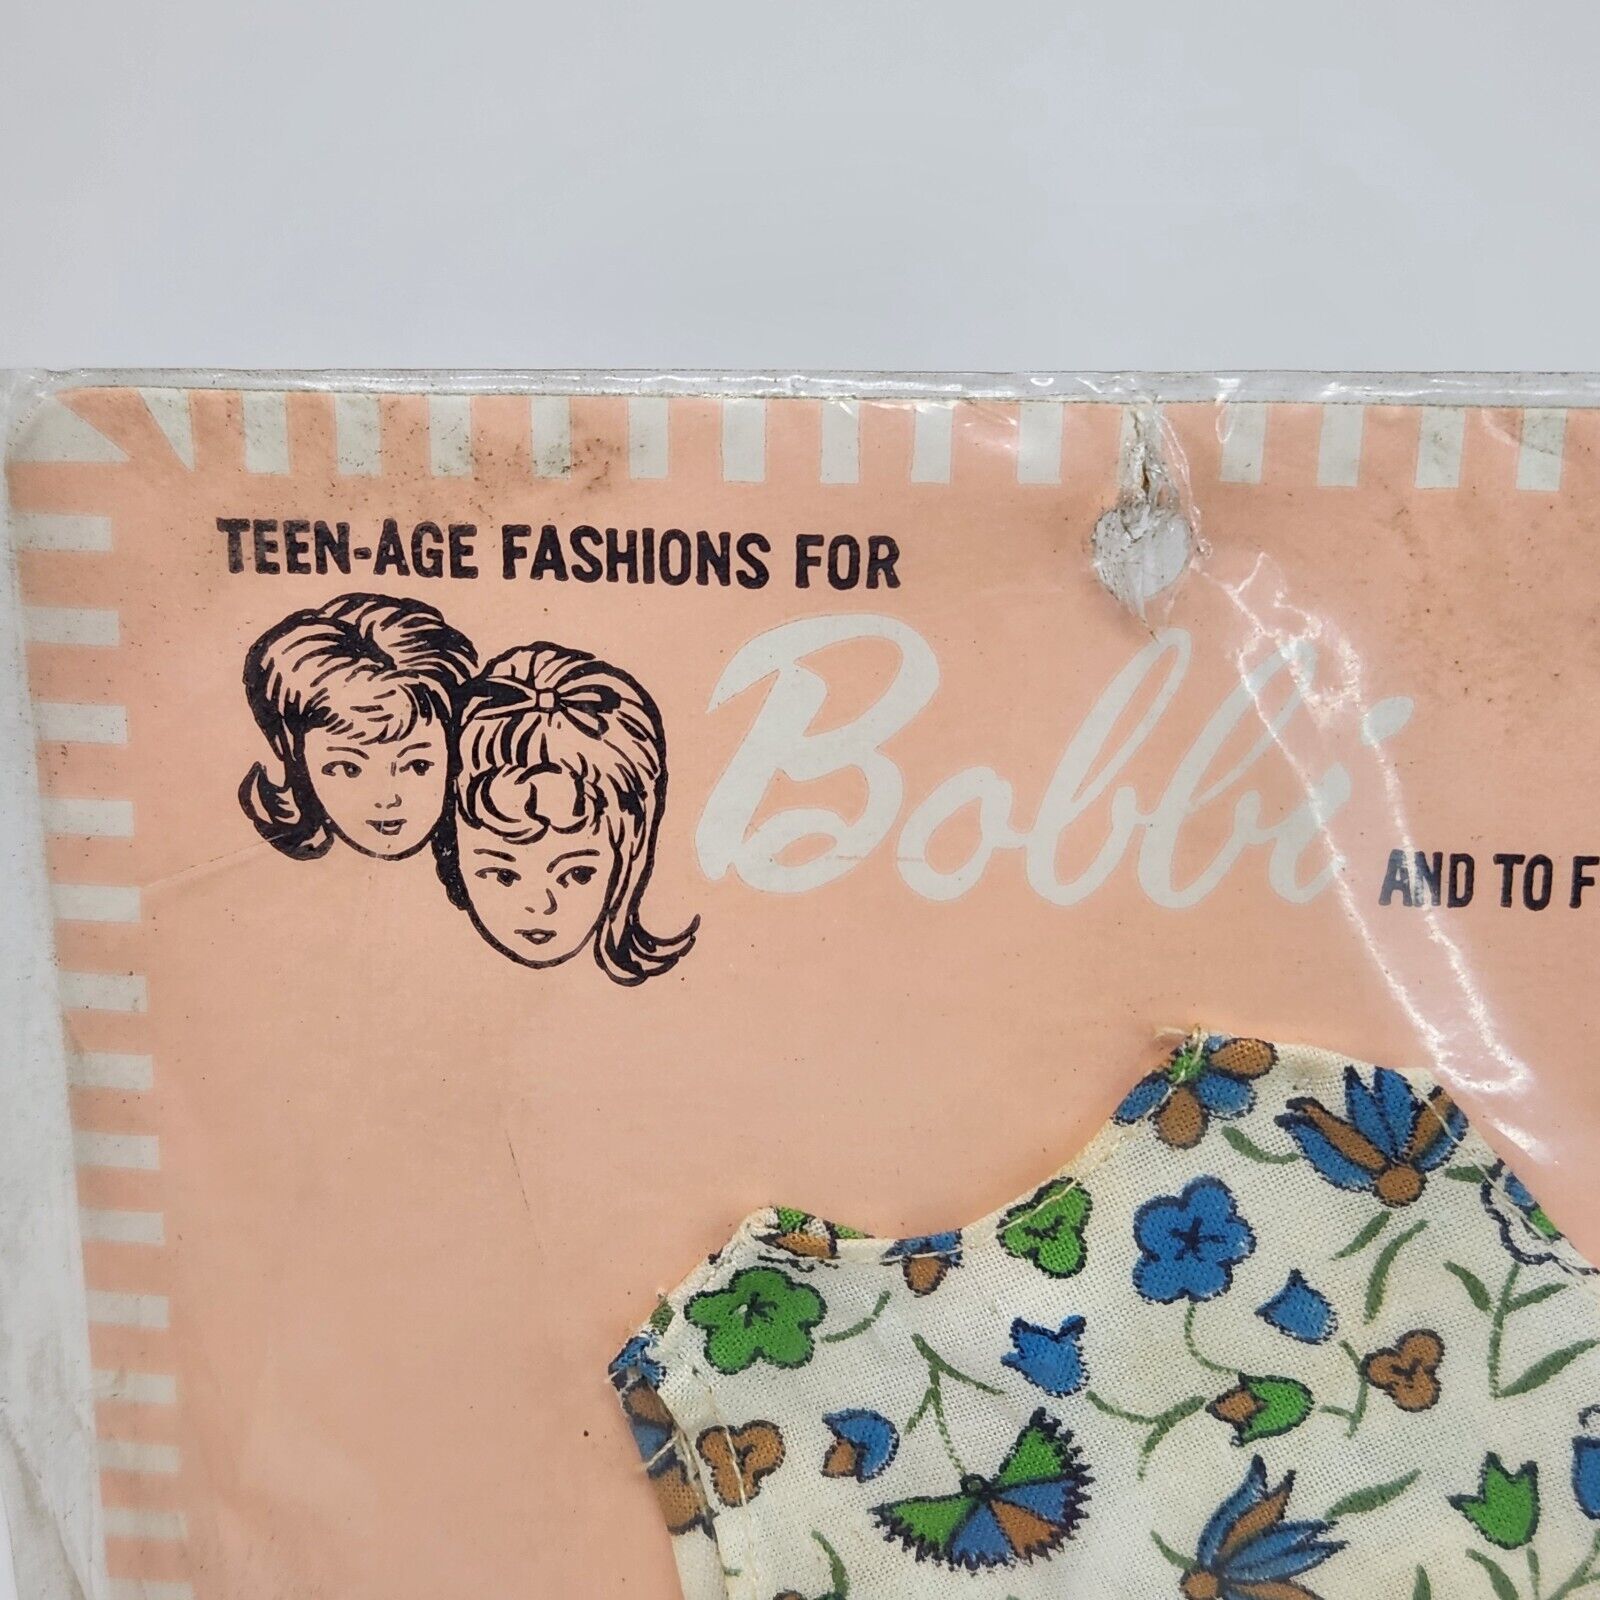 TEEN-AGE FASHIONS FOR
Bobbi AND TO F